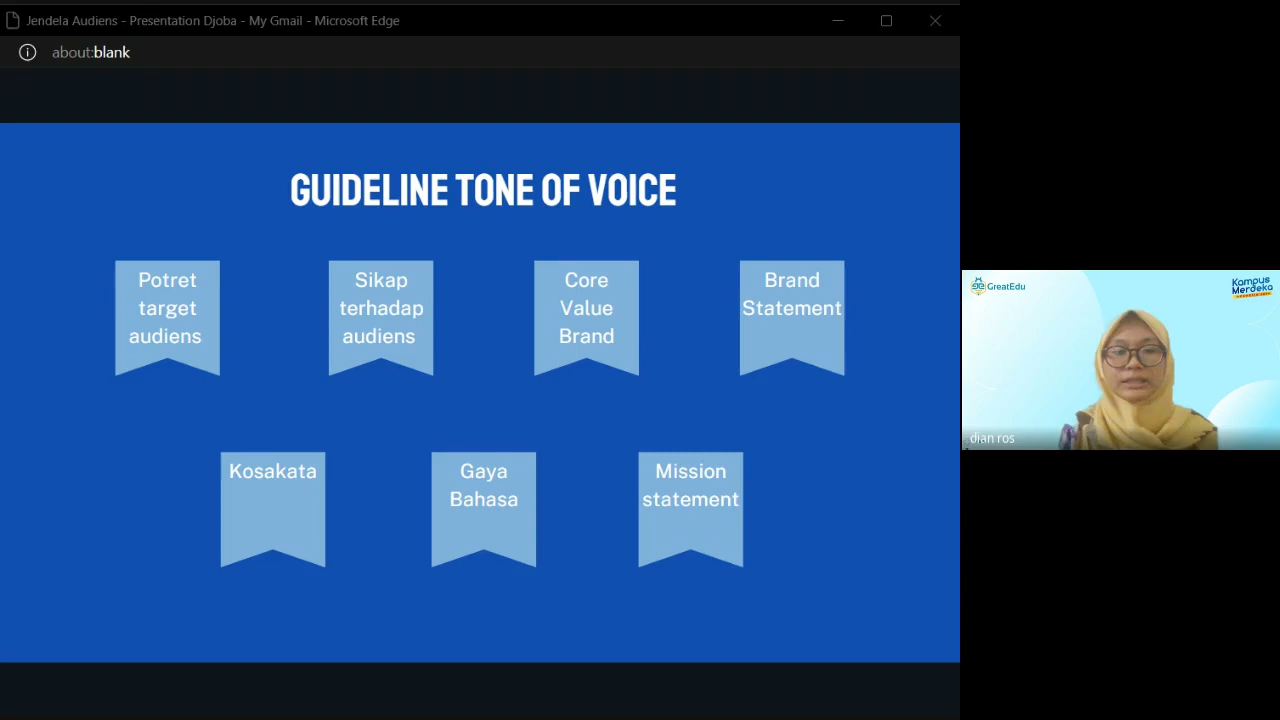 Jendela Audiens - Presentation Djoba - My Gmail - Microsoft Edge
about:blank
GUIDELINE TONE OF VOICE
Potret
target
audiens
Sikap
terhadap
audiens
Core
Value
Brand
Brand
Statement
Kosakata
Gaya
Bahasa
Mission
statement
GreatEdu
Kampus
Merdeka
dian ros